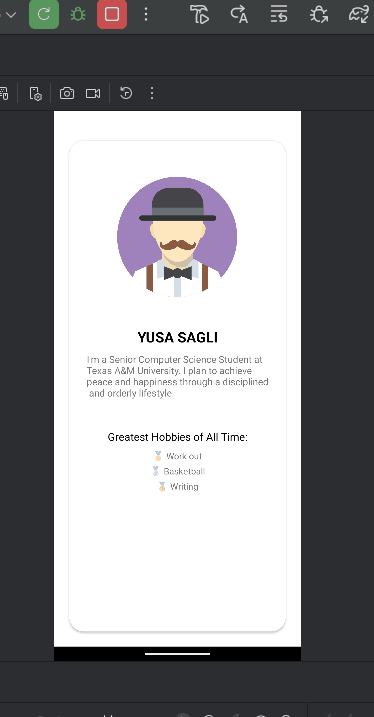 YUSA SAGLI
I'm a Senior Computer Science Student at
Texas A&M University. I plan to achieve
peace and happiness through a disciplined
and orderly lifestyle
Greatest Hobbies of All Time:
🥇 Work out
🥈 Basketball
🥉 Writing